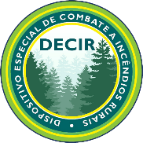 DISPOSITIVO ESPECIAL DE COMBATE A INCÊNDIOS RURAIS
DECIR